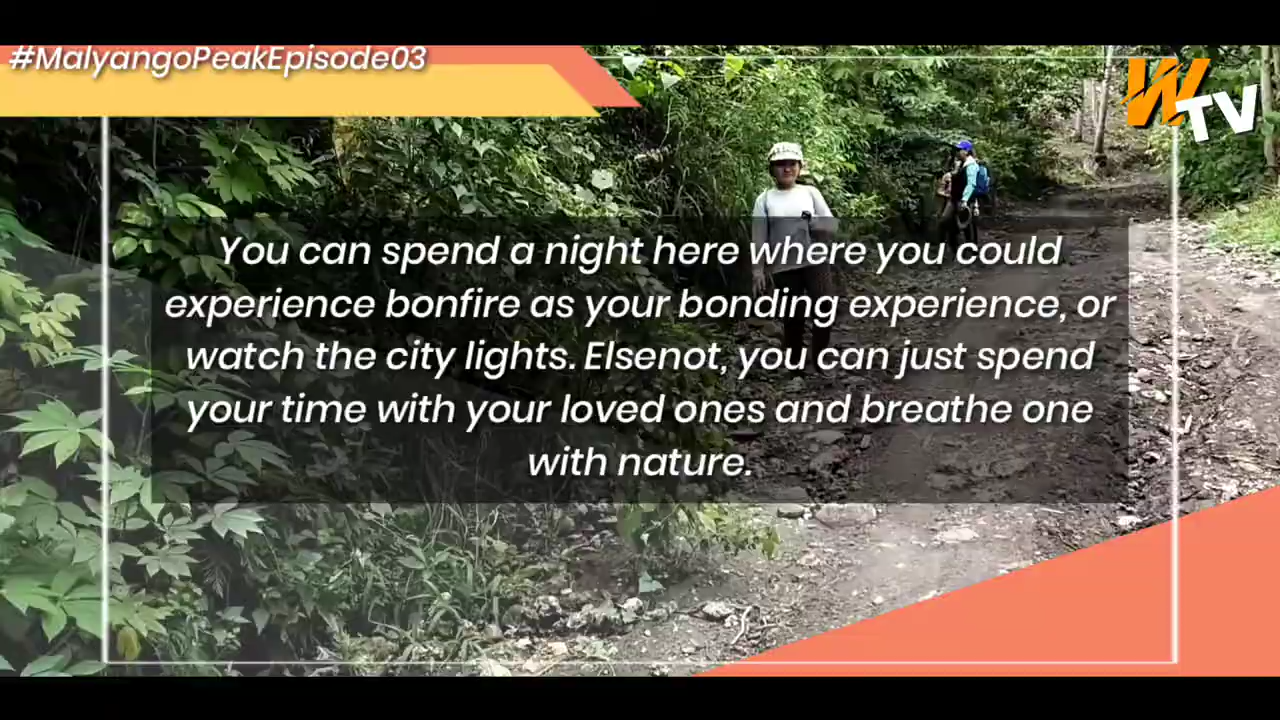 #MalyangoPeakEpisode03
WTV
You can spend a night here where you could
experience bonfire as your bonding experience, or
watch the city lights. Elsenot, you can just spend
your time with your loved ones and breathe one
with nature.